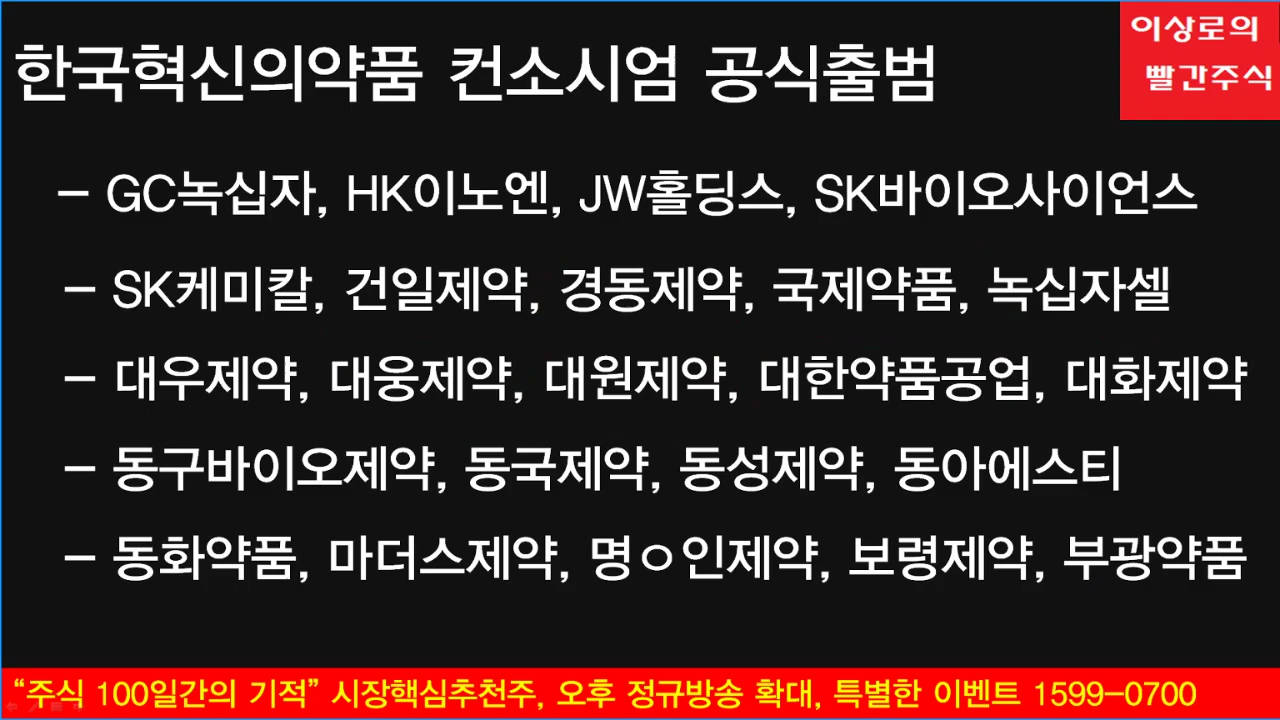 한국혁신의약품 컨소시엄 공식출범
이상로의
빨간주식
- GC녹십자, HK이노엔, JW홀딩스, SK바이오사이언스
- SK케미칼, 건일제약, 경동제약, 국제약품, 녹십자셀
- 대우제약, 대웅제약, 대원제약, 대한약품공업, 대화제약
- 동구바이오제약, 동국제약, 동성제약, 동아에스티
- 동화약품, 마더스제약, 명ㅇ인제약, 보령제약, 부광약품
“주식 100일간의 기적” 시장핵심추천주, 오후 정규방송 확대, 특별한 이벤트 1599-0700